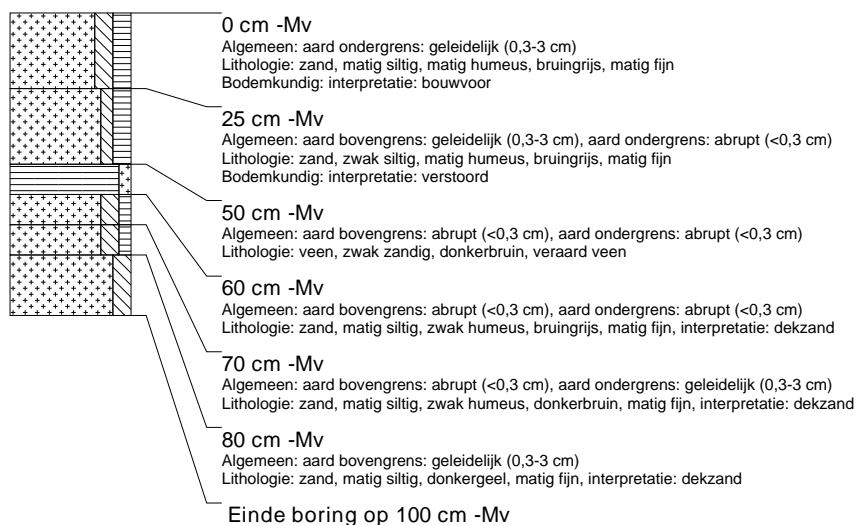 0 cm -Mv
Algemeen: aard ondergrens: geleidelijk (0,3-3 cm)
Lithologie: zand, matig siltig, matig humeus, bruingrijs, matig fijn
Bodemkundig: interpretatie: bouwvoor
25 cm -Mv
Algemeen: aard bovengrens: geleidelijk (0,3-3 cm), aard ondergrens: abrupt (<0,3 cm)
Lithologie: zand, zwak siltig, matig humeus, bruingrijs, matig fijn
Bodemkundig: interpretatie: verstoord
50 cm -Mv
Algemeen: aard bovengrens: abrupt (<0,3 cm), aard ondergrens: abrupt (<0,3 cm)
Lithologie: veen, zwak zandig, donkerbruin, veraard veen
60 cm -Mv
Algemeen: aard bovengrens: abrupt (<0,3 cm), aard ondergrens: abrupt (<0,3 cm)
Lithologie: zand, matig siltig, zwak humeus, bruingrijs, matig fijn, interpretatie: dekzand
70 cm -Mv
Algemeen: aard bovengrens: abrupt (<0,3 cm), aard ondergrens: geleidelijk (0,3-3 cm)
Lithologie: zand, matig siltig, zwak humeus, donkerbruin, matig fijn, interpretatie: dekzand
80 cm -Mv
Algemeen: aard bovengrens: geleidelijk (0,3-3 cm)
Lithologie: zand, matig siltig, donkergeel, matig fijn, interpretatie: dekzand
Einde boring op 100 cm -Mv